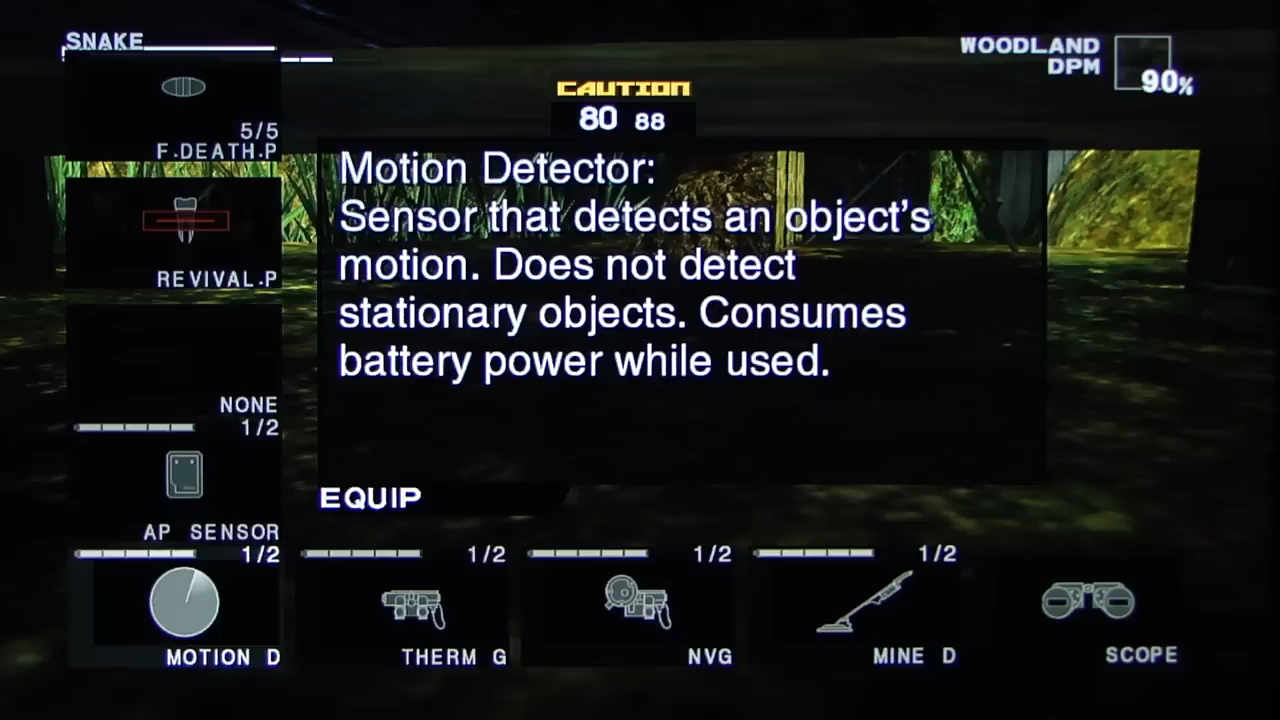 SNAKE
WOODLAND
DPM
90%
CAUTION
80 88
5/5
F.DEATH.P
REVIVAL.P
NONE
1/2
AP SENSOR
Motion Detector:
Sensor that detects an object's
motion. Does not detect
stationary objects. Consumes
battery power while used.
EQUIP
1/2 1/2 1/2 1/2
MOTION D THERM G NVG MINE D SCOPE